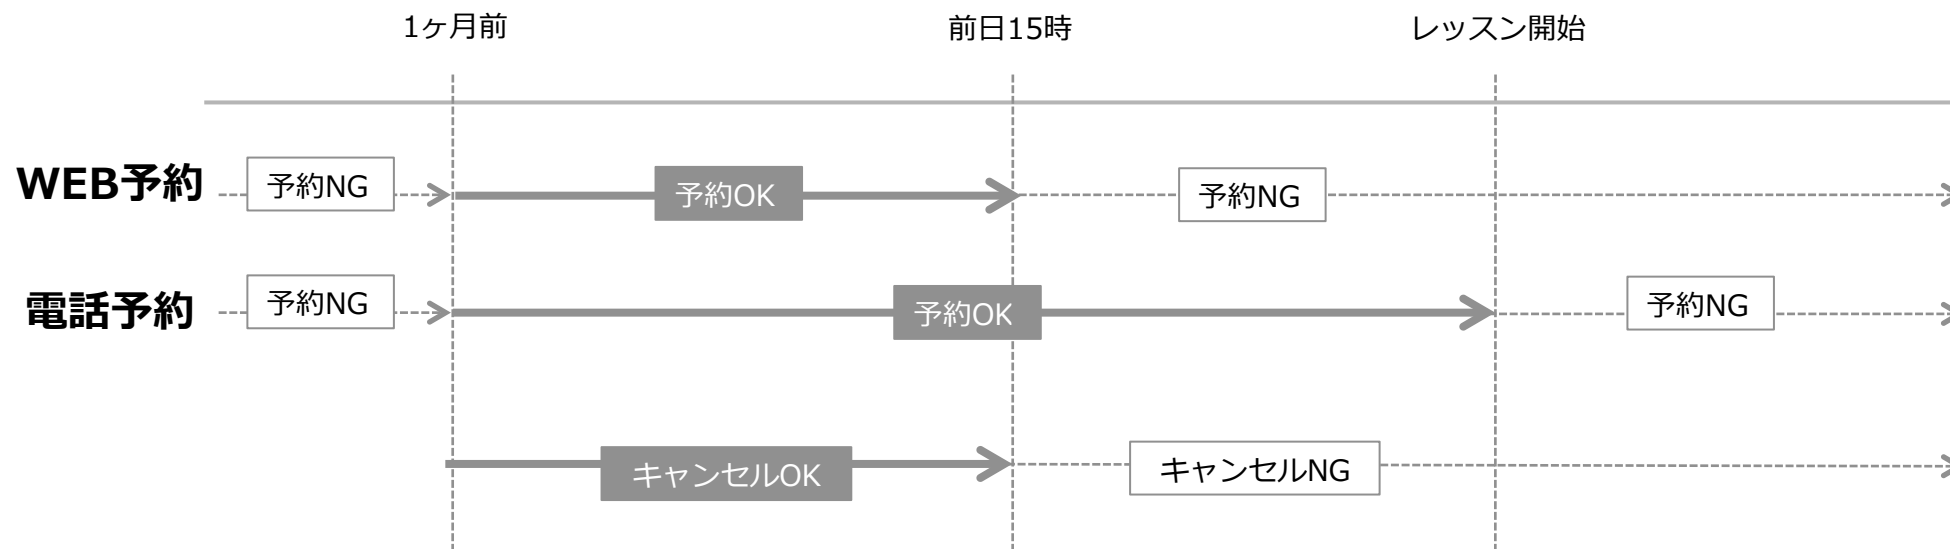 1ヶ月前
前日15時
レッスン開始
WEB予約
予約NG
予約OK
予約NG
電話予約
予約NG
予約OK
予約NG
キャンセルOK
キャンセルNG